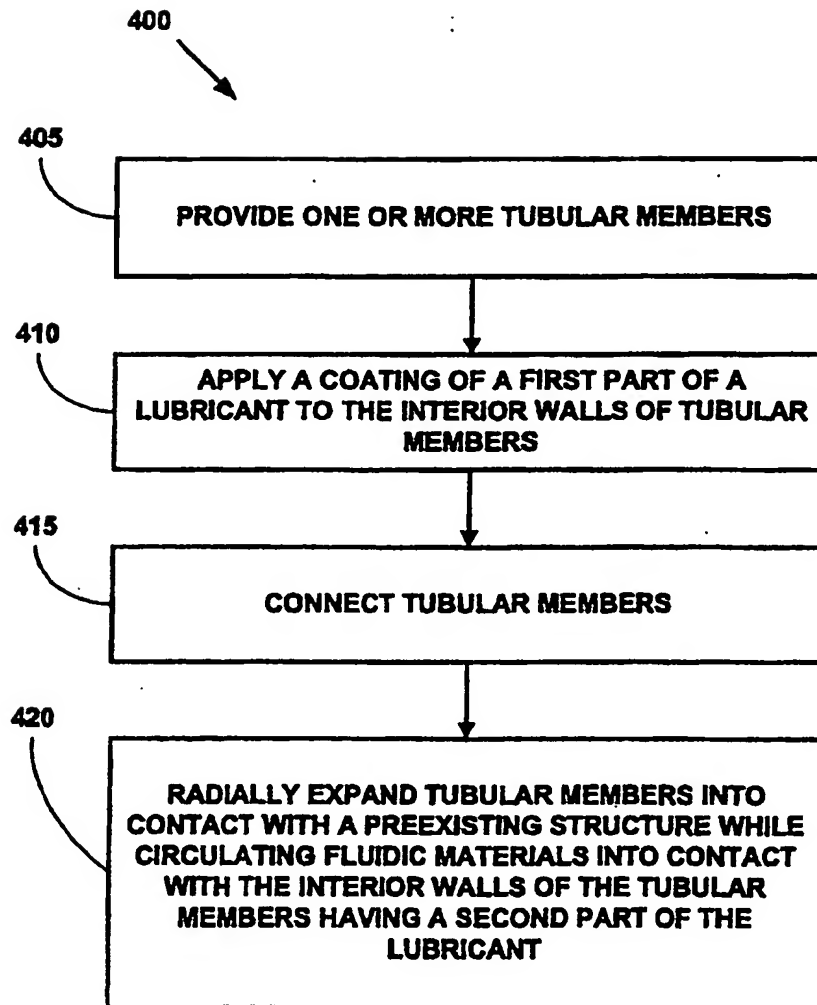 400
405
PROVIDE ONE OR MORE TUBULAR MEMBERS
410
APPLY A COATING OF A FIRST PART OF A
LUBRICANT TO THE INTERIOR WALLS OF TUBULAR
MEMBERS
415
CONNECT TUBULAR MEMBERS
420
RADIALLY EXPAND TUBULAR MEMBERS INTO
CONTACT WITH A PREEXISTING STRUCTURE WHILE
CIRCULATING FLUIDIC MATERIALS INTO CONTACT
WITH THE INTERIOR WALLS OF THE TUBULAR
MEMBERS HAVING A SECOND PART OF THE
LUBRICANT